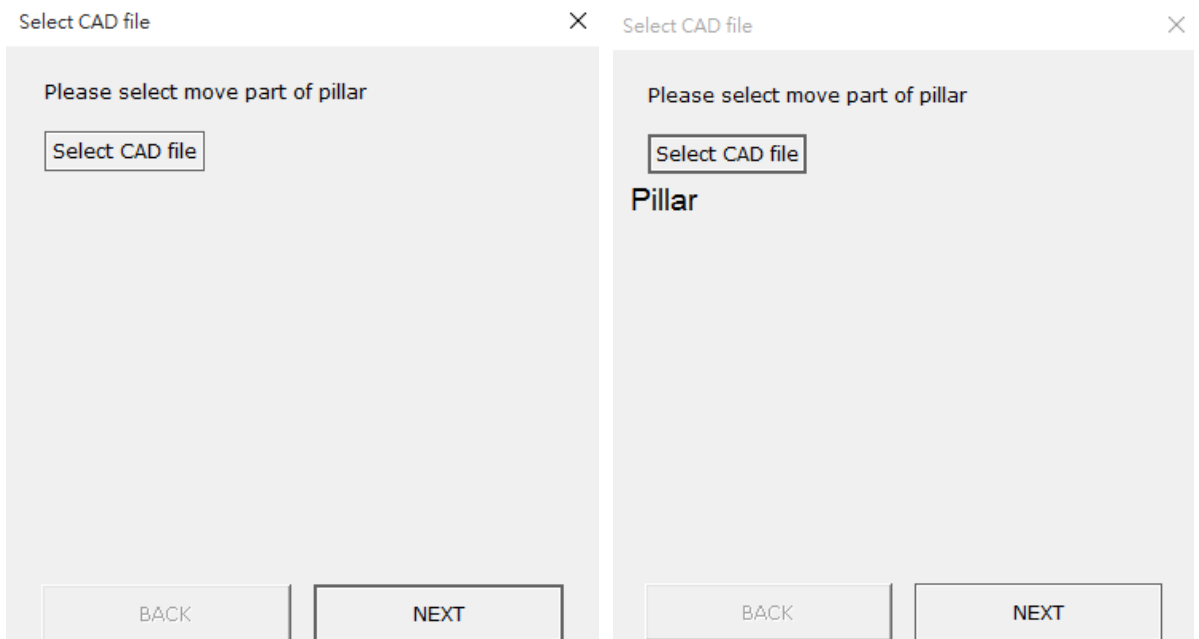 Select CAD file
Please select move part of pillar
Select CAD file
BACK
NEXT
Select CAD file
Please select move part of pillar
Select CAD file
Pillar
BACK
NEXT